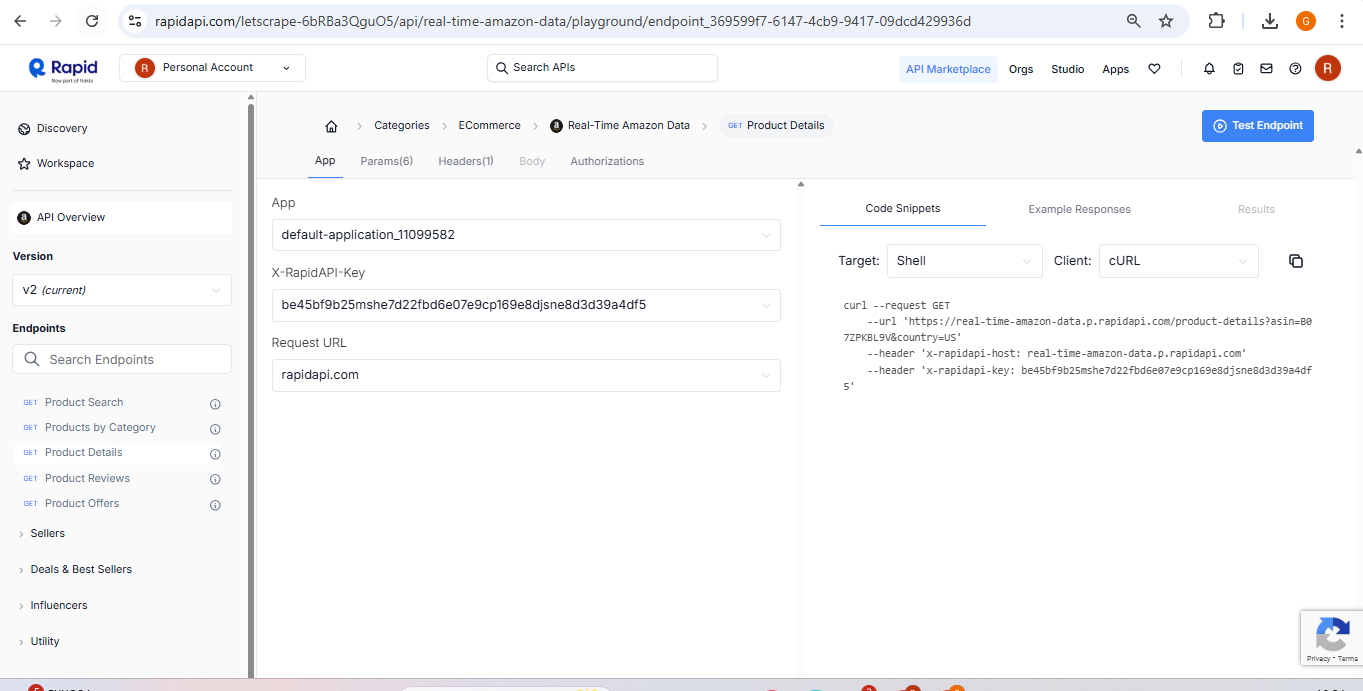 rapidapi.com/letscrape-6bRBa3QguO5/api/real-time-amazon-data/playground/endpoint_369599f7-6147-4cb9-9417-09dcd429936d
G
Rapid
Now part of Nokia
R Personal Account
Search APIs
API Marketplace Orgs Studio Apps
R
Discovery
Workspace
API Overview
Version
v2 (current)
Endpoints
Search Endpoints
GET Product Search
GET Products by Category
GET Product Details
GET Product Reviews
GET Product Offers
Sellers
Deals & Best Sellers
Influencers
Utility
Categories > ECommerce > Real-Time Amazon Data > GET Product Details
Test Endpoint
App Params(6) Headers(1) Body Authorizations
App
default-application_11099582
X-RapidAPI-Key
be45bf9b25mshe7d22fbd6e07e9cp169e8djsne8d3d39a4df5
Request URL
rapidapi.com
Code Snippets Example Responses Results
Target: Shell Client: cURL
curl --request GET
--url 'https://real-time-amazon-data.p.rapidapi.com/product-details?asin=B0
7ZPKBL9V&country=US'
--header 'x-rapidapi-host: real-time-amazon-data.p.rapidapi.com'
--header 'x-rapidapi-key: be45bf9b25mshe7d22fbd6e07e9cp169e8djsne8d3d39a4df
5'
Privacy - Terms